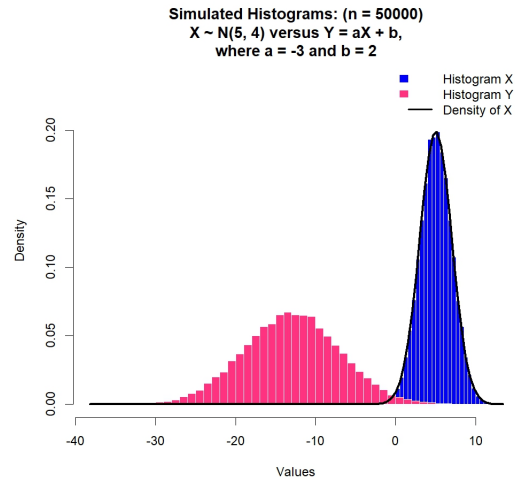 Simulated Histograms: (n = 50000)
X ~ N(5, 4) versus Y = aX + b,
where a = -3 and b = 2
Histogram X
Histogram Y
Density of X
0.20
0.15
0.10
0.05
0.00
Density
-40 -30 -20 -10 0 10
Values